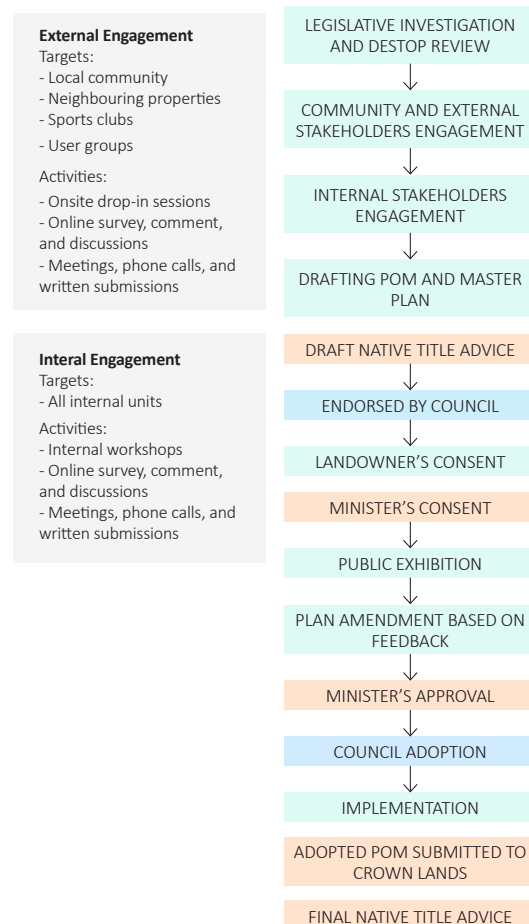 External Engagement
Targets:
- Local community
- Neighbouring properties
- Sports clubs
- User groups
Activities:
- Onsite drop-in sessions
- Online survey, comment,
and discussions
- Meetings, phone calls, and
written submissions
Interal Engagement
Targets:
- All internal units
Activities:
- Internal workshops
- Online survey, comment,
and discussions
- Meetings, phone calls, and
written submissions
LEGISLATIVE INVESTIGATION
AND DESTOP REVIEW
COMMUNITY AND EXTERNAL
STAKEHOLDERS ENGAGEMENT
INTERNAL STAKEHOLDERS
ENGAGEMENT
DRAFTING POM AND MASTER
PLAN
DRAFT NATIVE TITLE ADVICE
ENDORSED BY COUNCIL
LANDOWNER’S CONSENT
MINISTER’S CONSENT
PUBLIC EXHIBITION
PLAN AMENDMENT BASED ON
FEEDBACK
MINISTER’S APPROVAL
COUNCIL ADOPTION
IMPLEMENTATION
ADOPTED POM SUBMITTED TO
CROWN LANDS
FINAL NATIVE TITLE ADVICE